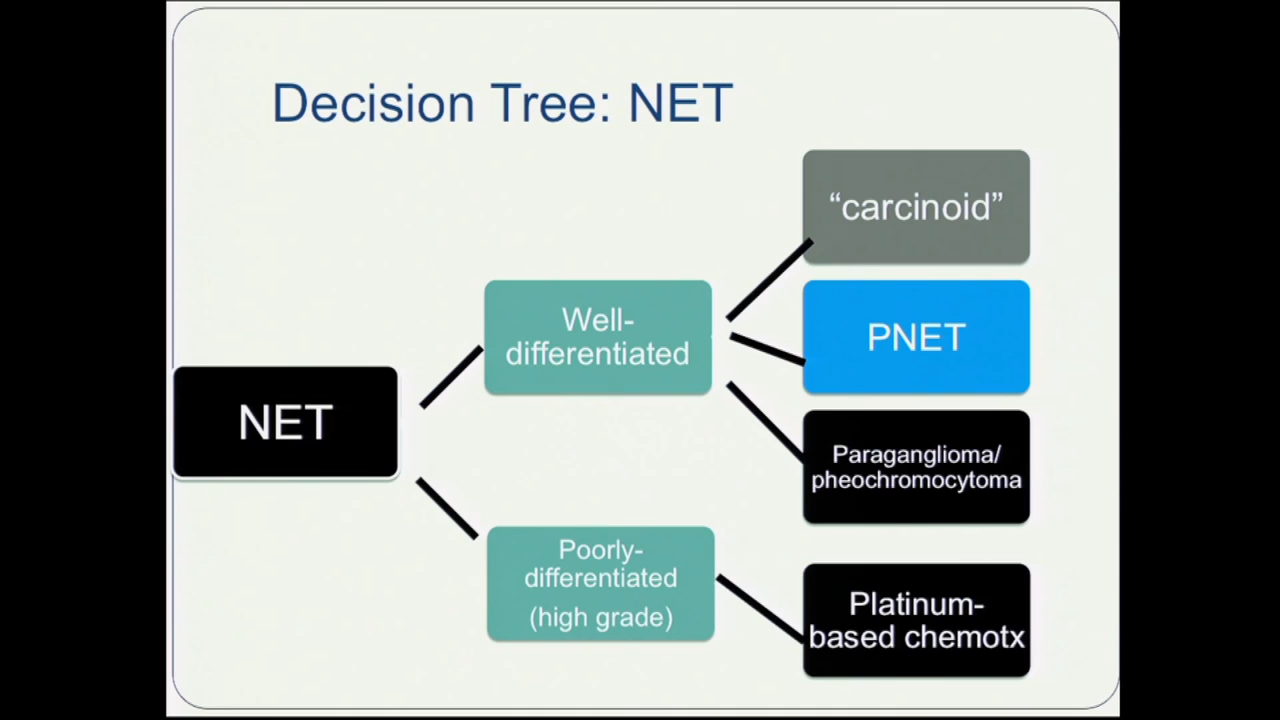 Decision Tree: NET
“carcinoid”
Well-
differentiated
PNET
NET
Paraganglioma/
pheochromocytoma
Poorly-
differentiated
(high grade)
Platinum-
based chemotx